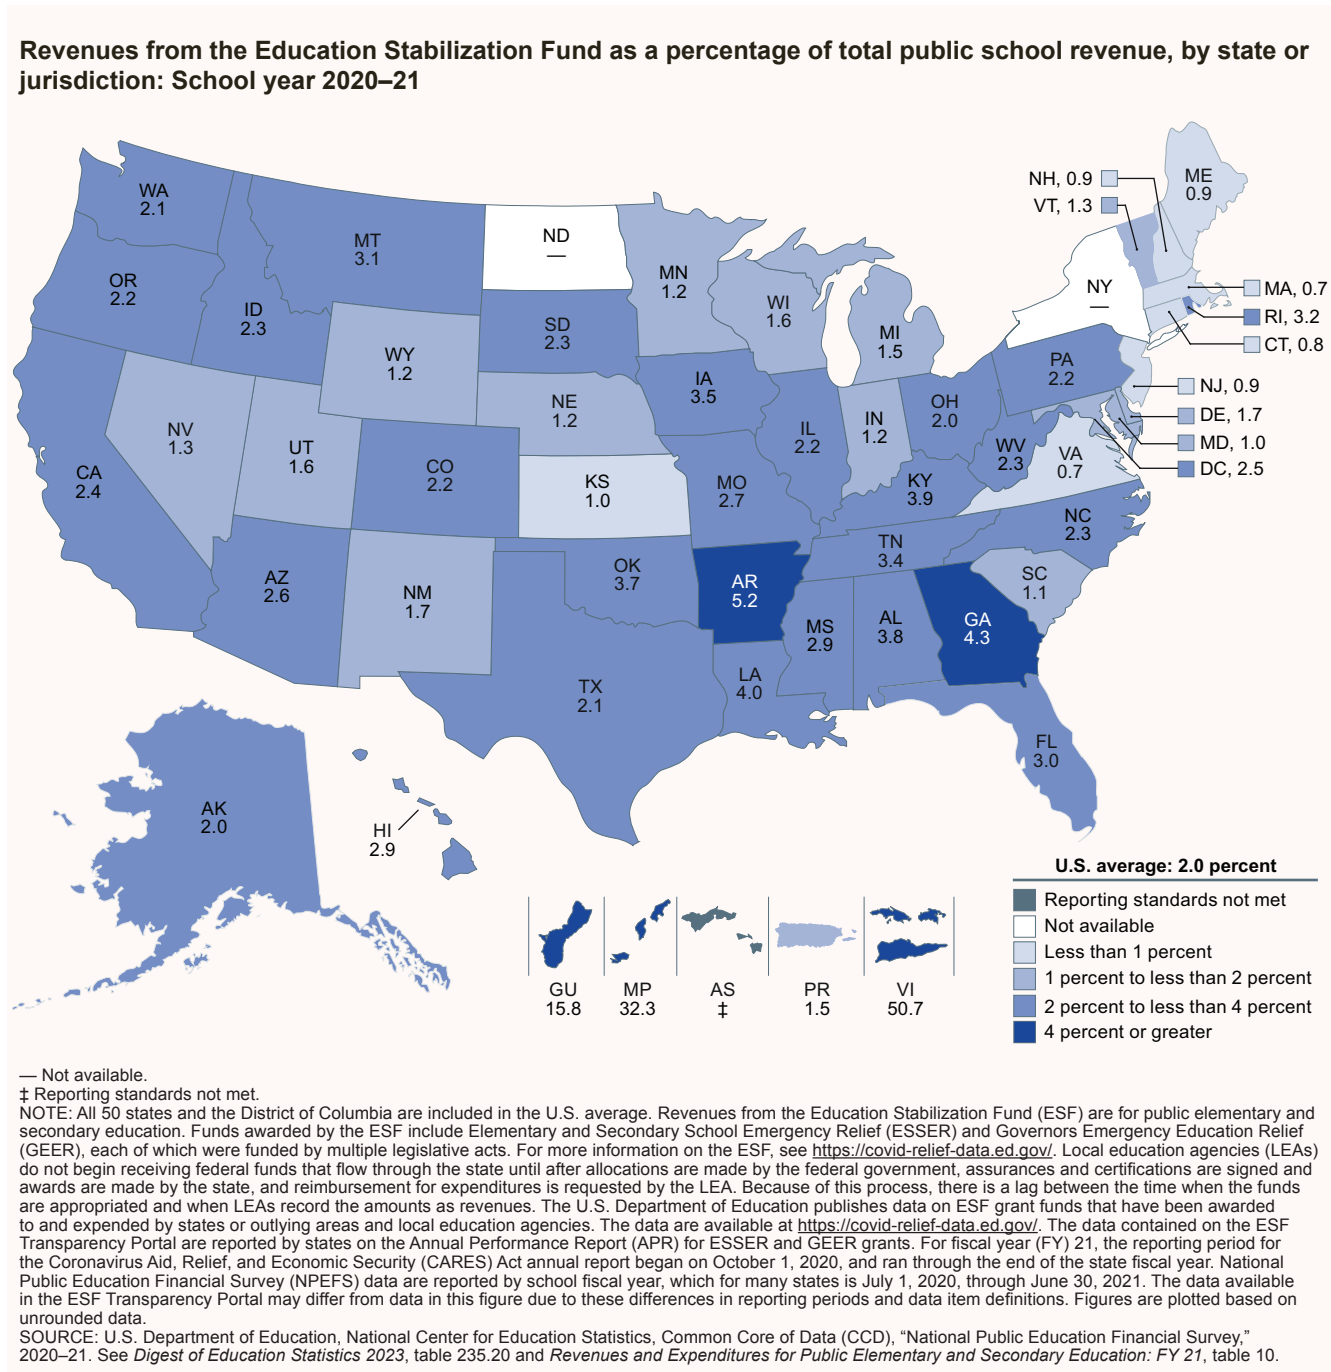 Revenues from the Education Stabilization Fund as a percentage of total public school revenue, by state or
jurisdiction: School year 2020–21
WA
2.1
OR
2.2
ID
2.3
MT
3.1
ND
—
MN
1.2
WI
1.6
MI
1.5
NY
—
NH, 0.9
VT, 1.3
ME
0.9
MA, 0.7
RI, 3.2
CT, 0.8
NJ, 0.9
DE, 1.7
MD, 1.0
DC, 2.5
WY
1.2
SD
2.3
IA
3.5
NE
1.2
PA
2.2
OH
2.0
IN
1.2
IL
2.2
WV
2.3
VA
0.7
KY
3.9
NV
1.3
UT
1.6
CO
2.2
KS
1.0
MO
2.7
CA
2.4
AZ
2.6
NM
1.7
OK
3.7
AR
5.2
TN
3.4
NC
2.3
SC
1.1
GA
4.3
AL
3.8
MS
2.9
LA
4.0
TX
2.1
FL
3.0
AK
2.0
HI
2.9
GU
15.8
MP
32.3
AS
‡
PR
1.5
VI
50.7
U.S. average: 2.0 percent
Reporting standards not met
Not available
Less than 1 percent
1 percent to less than 2 percent
2 percent to less than 4 percent
4 percent or greater
— Not available.
‡ Reporting standards not met.
NOTE: All 50 states and the District of Columbia are included in the U.S. average. Revenues from the Education Stabilization Fund (ESF) are for public elementary and
secondary education. Funds awarded by the ESF include Elementary and Secondary School Emergency Relief (ESSER) and Governors Emergency Education Relief
(GEER), each of which were funded by multiple legislative acts. For more information on the ESF, see https://covid-relief-data.ed.gov/. Local education agencies (LEAs)
do not begin receiving federal funds that flow through the state until after allocations are made by the federal government, assurances and certifications are signed and
awards are made by the state, and reimbursement for expenditures is requested by the LEA. Because of this process, there is a lag between the time when the funds
are appropriated and when LEAs record the amounts as revenues. The U.S. Department of Education publishes data on ESF grant funds that have been awarded
to and expended by states or outlying areas and local education agencies. The data are available at https://covid-relief-data.ed.gov/. The data contained on the ESF
Transparency Portal are reported by states on the Annual Performance Report (APR) for ESSER and GEER grants. For fiscal year (FY) 21, the reporting period for
the Coronavirus Aid, Relief, and Economic Security (CARES) Act annual report began on October 1, 2020, and ran through the end of the state fiscal year. National
Public Education Financial Survey (NPEFS) data are reported by school fiscal year, which for many states is July 1, 2020, through June 30, 2021. The data available
in the ESF Transparency Portal may differ from data in this figure due to these differences in reporting periods and data item definitions. Figures are plotted based on
unrounded data.
SOURCE: U.S. Department of Education, National Center for Education Statistics, Common Core of Data (CCD), “National Public Education Financial Survey,”
2020–21. See Digest of Education Statistics 2023, table 235.20 and Revenues and Expenditures for Public Elementary and Secondary Education: FY 21, table 10.